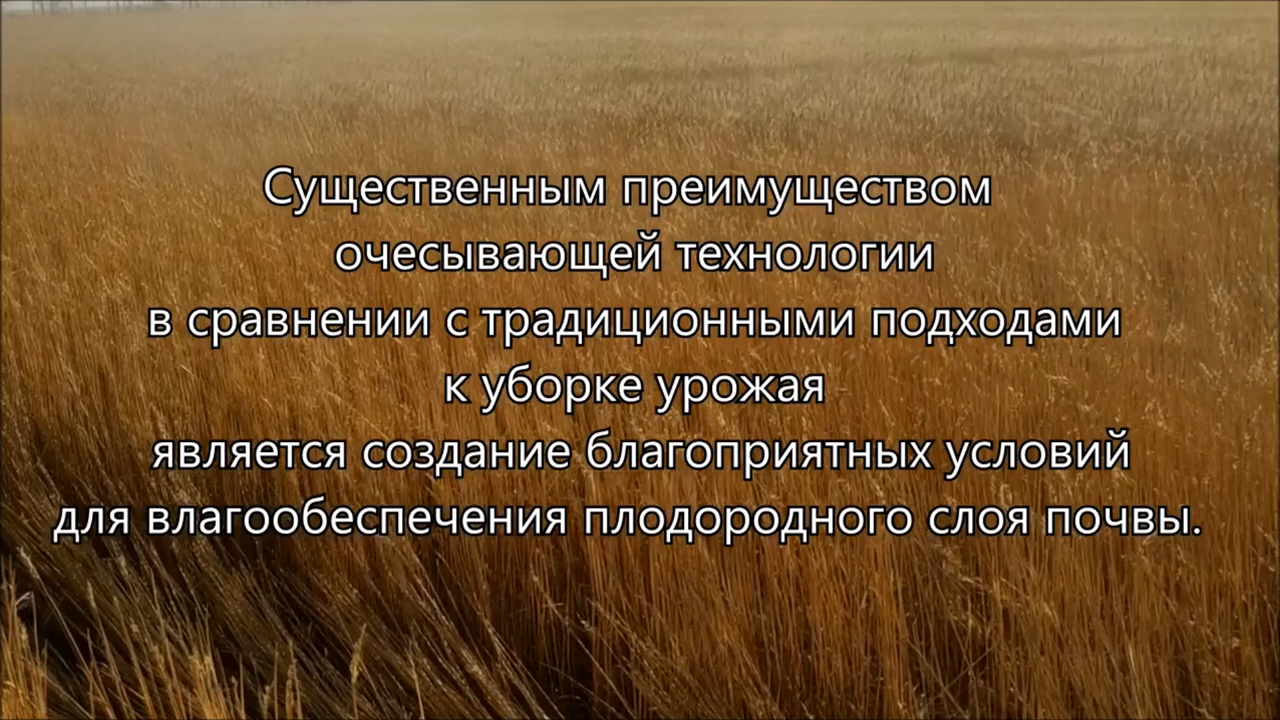 Существенным преимуществом
очесывающей технологии
в сравнении с традиционными подходами
к уборке урожая
является создание благоприятных условий
для влагообеспечения плодородного слоя почвы.